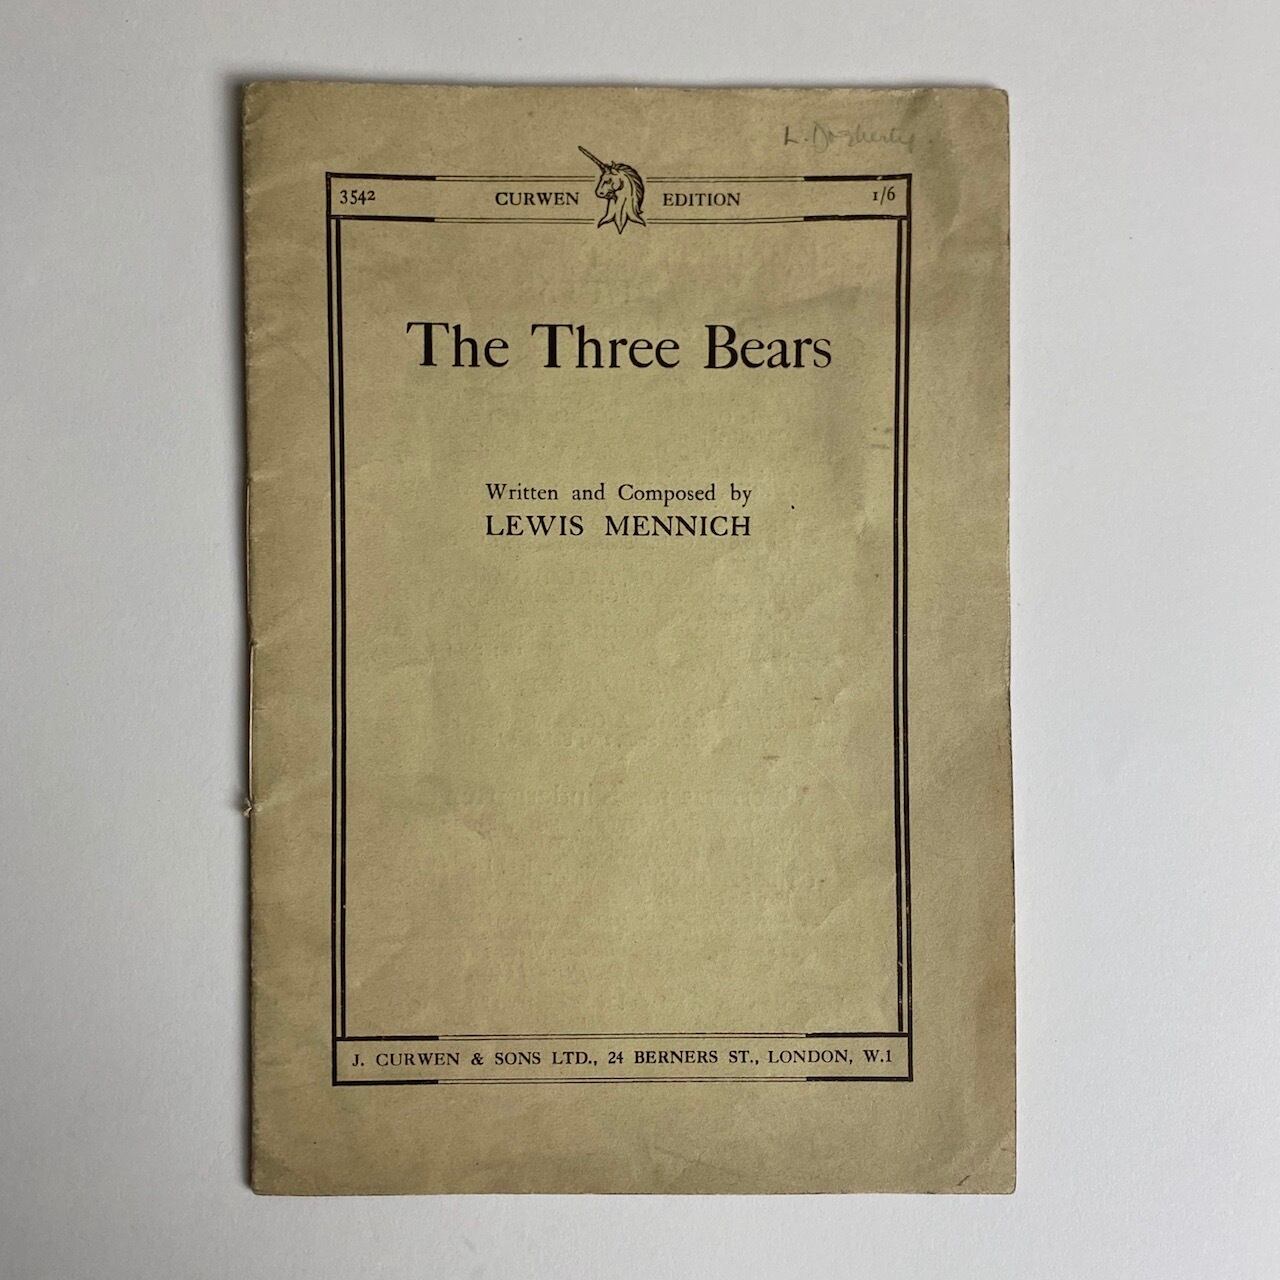 L. Dogherty.
3542 CURWEN EDITION 1/6
The Three Bears
Written and Composed by
LEWIS MENNICH
J. CURWEN & SONS LTD., 24 BERNERS ST., LONDON, W.1